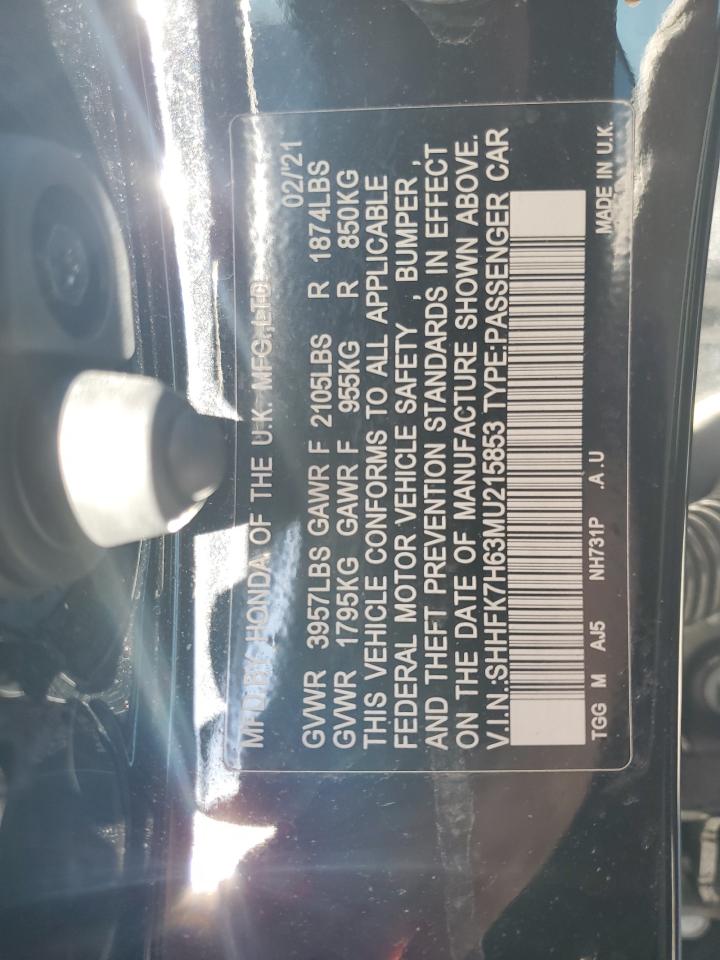 MFD.BY HONDA OF THE U.K. MFG.,LTD. 02/'21
GVWR 3957LBS GAWR F 2105LBS R 1874LBS
GVWR 1795KG GAWR F 955KG R 850KG
THIS VEHICLE CONFORMS TO ALL APPLICABLE
FEDERAL MOTOR VEHICLE SAFETY , BUMPER ,
AND THEFT PREVENTION STANDARDS IN EFFECT
ON THE DATE OF MANUFACTURE SHOWN ABOVE.
V.I.N.:SHHFK7H63MU215853 TYPE:PASSENGER CAR
TGG M AJ5 NH731P .A.U MADE IN U.K.